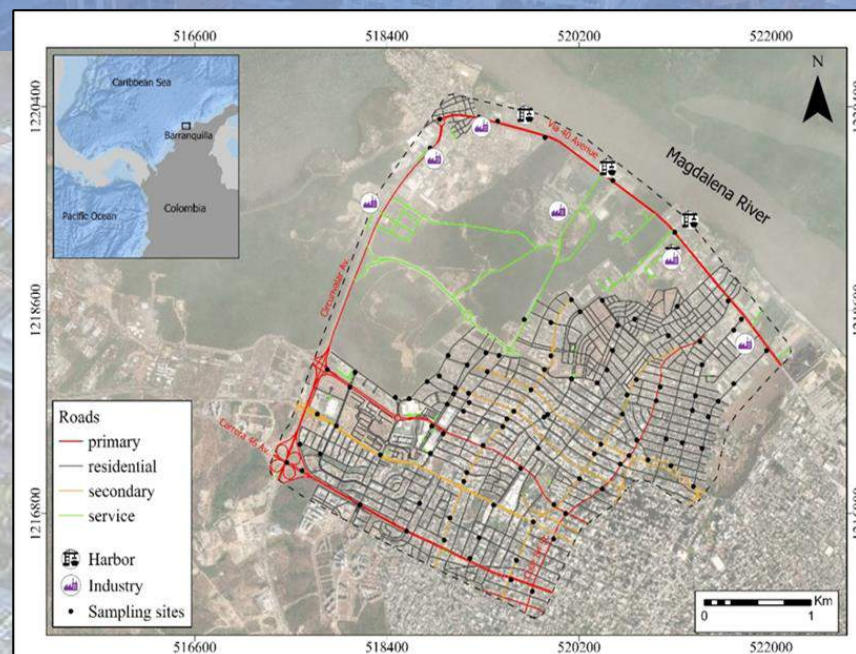 516600 518400 520200 522000
Caribbean Sea
Barranquilla
Pacific Ocean
Colombia
N
1220400
1218600
1216800
Via 40 Avenue
Magdalena River
Circunvalar Av.
Carrera 46 Av.
Roads
primary
residential
secondary
service
Harbor
Industry
Sampling sites
Km
0 1
516600 518400 520200 522000